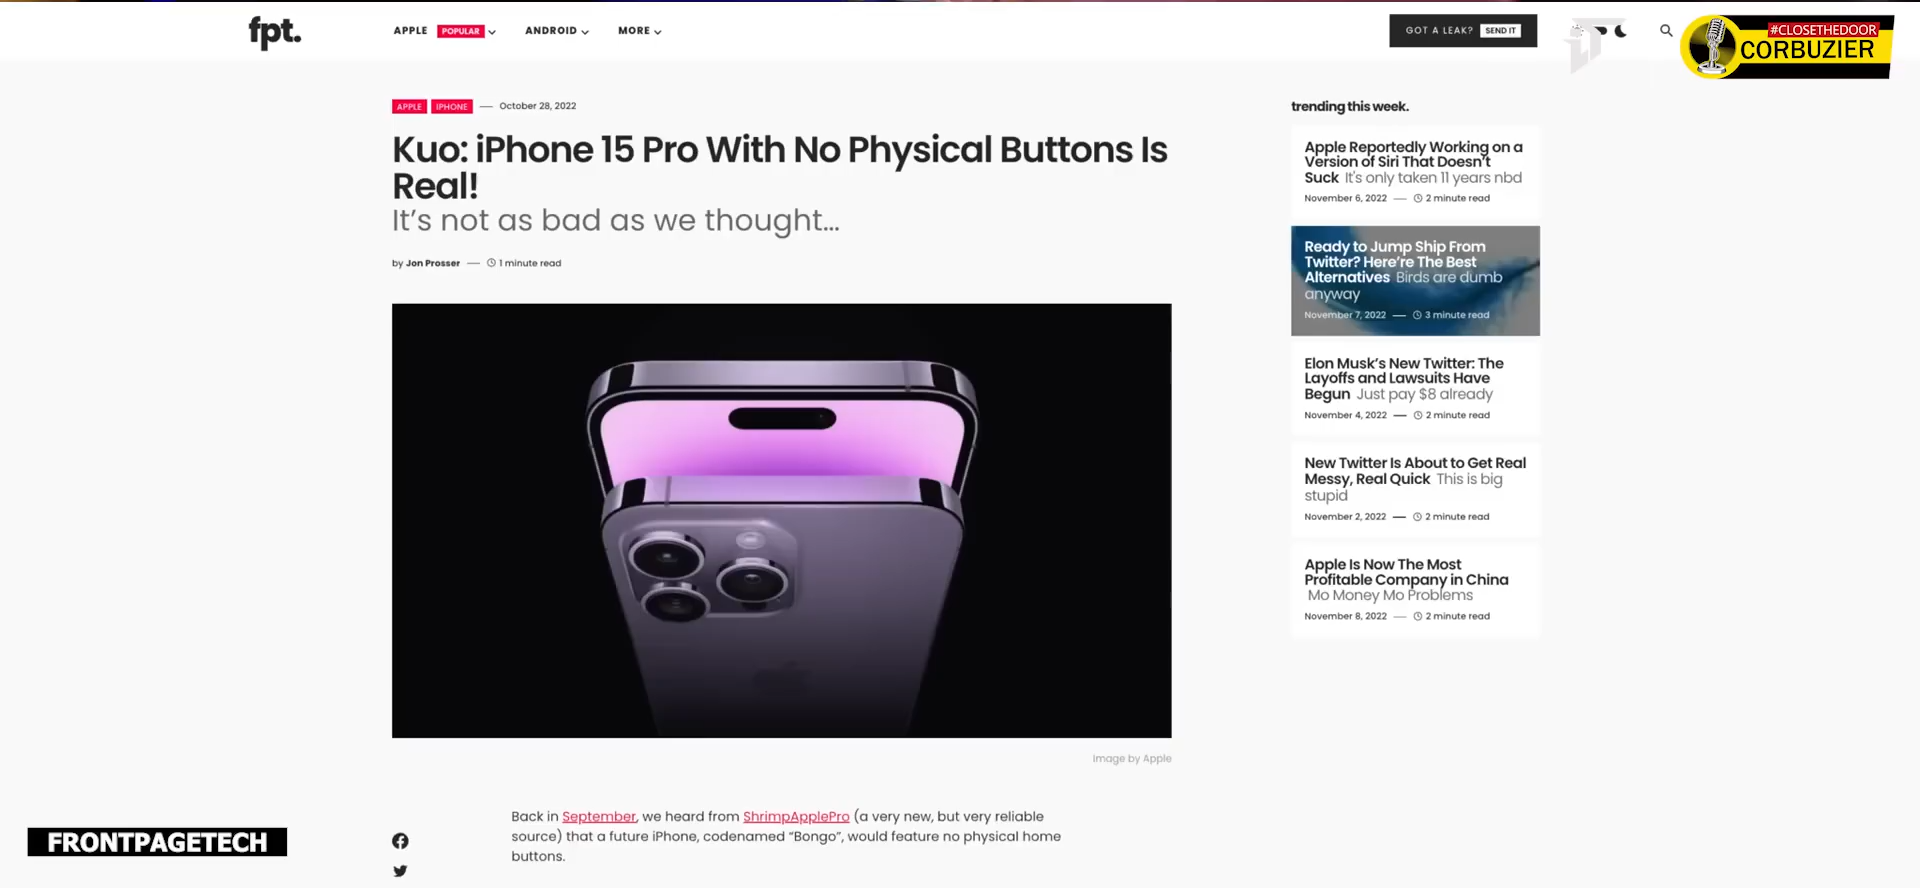 fpt.
APPLE POPULAR
ANDROID
MORE
GOT A LEAK? SEND IT
#CLOSETHEDOOR
CORBUZIER
APPLE IPHONE — October 28, 2022
Kuo: iPhone 15 Pro With No Physical Buttons Is
Real!
It’s not as bad as we thought...
by Jon Prosser — 1 minute read
Image by Apple
Back in September, we heard from ShrimpApplePro (a very new, but very reliable
source) that a future iPhone, codenamed “Bongo”, would feature no physical home
buttons.
FRONTPAGETECH
trending this week.
Apple Reportedly Working on a
Version of Siri That Doesn’t
Suck It's only taken 11 years nbd
November 6, 2022 — 2 minute read
Ready to Jump Ship From
Twitter? Here’re The Best
Alternatives Birds are dumb
anyway
November 7, 2022 — 3 minute read
Elon Musk’s New Twitter: The
Layoffs and Lawsuits Have
Begun Just pay $8 already
November 4, 2022 — 2 minute read
New Twitter Is About to Get Real
Messy, Real Quick This is big
stupid
November 2, 2022 — 2 minute read
Apple Is Now The Most
Profitable Company in China
Mo Money Mo Problems
November 8, 2022 — 2 minute read